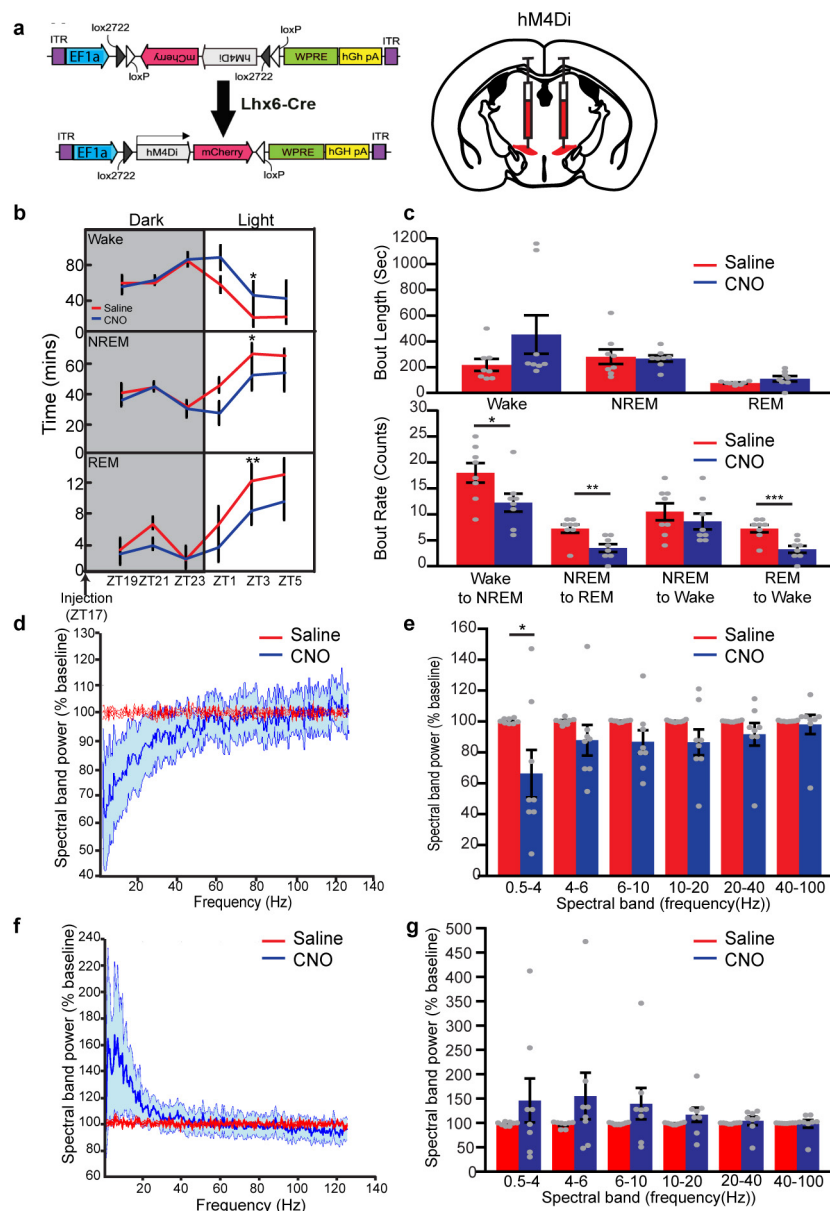 a
hM4Di
ITR
lox2722
loxP
ITR
EF1a
mCherry
hM4Di
WPRE
hGh pA
loxP
lox2722
Lhx6-Cre
ITR
ITR
EF1a
hM4Di
mCherry
WPRE
hGH pA
lox2722
loxP
b
Dark
Light
Wake
80
40
0
*
Saline
CNO
NREM
60
40
20
0
*
Time (mins)
REM
12
8
4
0
**
ZT19
ZT21
ZT23
ZT1
ZT3
ZT5
Injection
(ZT17)
c
1200
1000
800
600
400
200
0
Bout Length (Sec)
Saline
CNO
Wake
NREM
REM
30
25
20
15
10
5
0
Bout Rate (Counts)
*
**
***
Wake
to NREM
NREM
to REM
NREM
to Wake
REM
to Wake
d
Saline
CNO
130
120
110
100
90
80
70
60
50
40
Spectral band power (% baseline)
20
40
60
80
100
120
140
Frequency (Hz)
e
Saline
CNO
160
140
120
100
80
60
40
20
0
*
Spectral band power (% baseline)
0.5-4
4-6
6-10
10-20
20-40
40-100
Spectral band (frequency(Hz))
f
Saline
CNO
240
220
200
180
160
140
120
100
80
60
Spectral band power (% baseline)
20
40
60
80
100
120
140
Frequency (Hz)
g
Saline
CNO
500
450
400
350
300
250
200
150
100
50
0
Spectral band power (% baseline)
0.5-4
4-6
6-10
10-20
20-40
40-100
Spectral band (frequency(Hz))